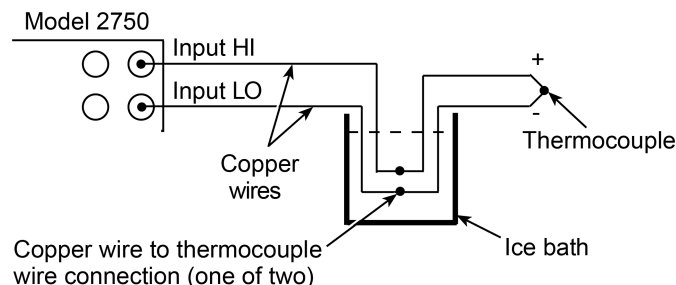 Model 2750
Input HI
Input LO
+
-
Thermocouple
Copper
wires
Ice bath
Copper wire to thermocouple
wire connection (one of two)